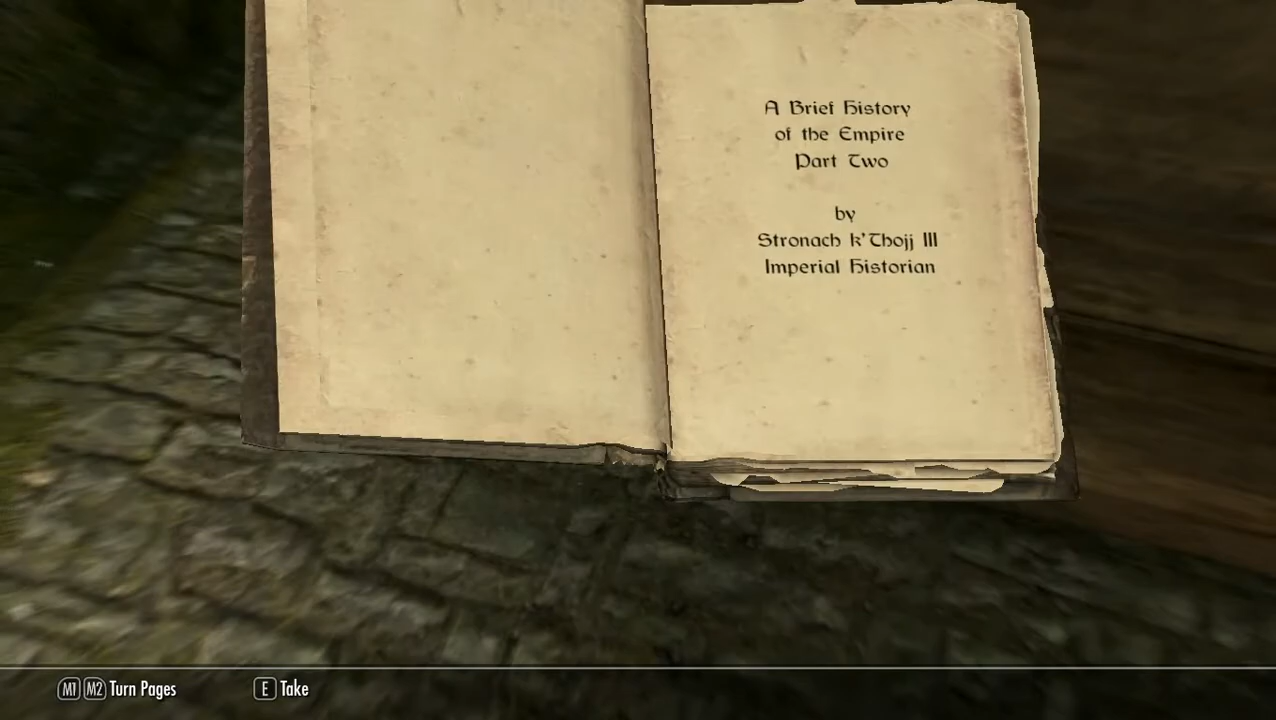 A Brief History
of the Empire
Part Two
by
Stronach k'Thojj III
Imperial Historian
M1 M2 Turn Pages
E Take